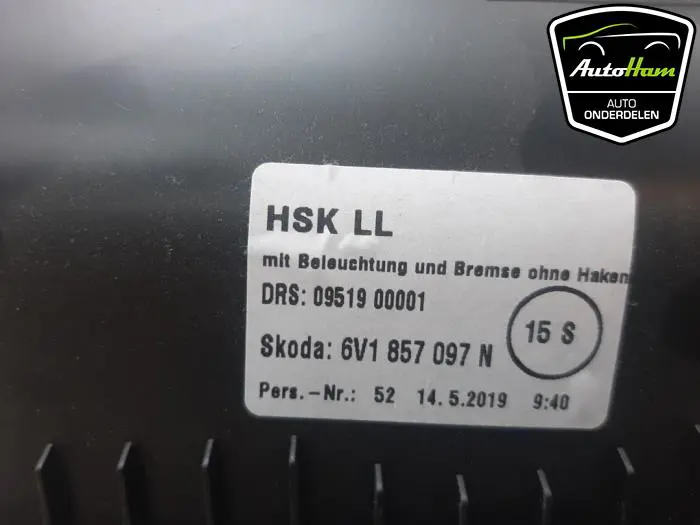 AutoHam
AUTO
ONDERDELEN
HSK LL
mit Beleuchtung und Bremse ohne Haken
DRS: 09519 00001
15 S
Skoda: 6V1 857 097 N
Pers.-Nr.: 52 14.5.2019 9:40